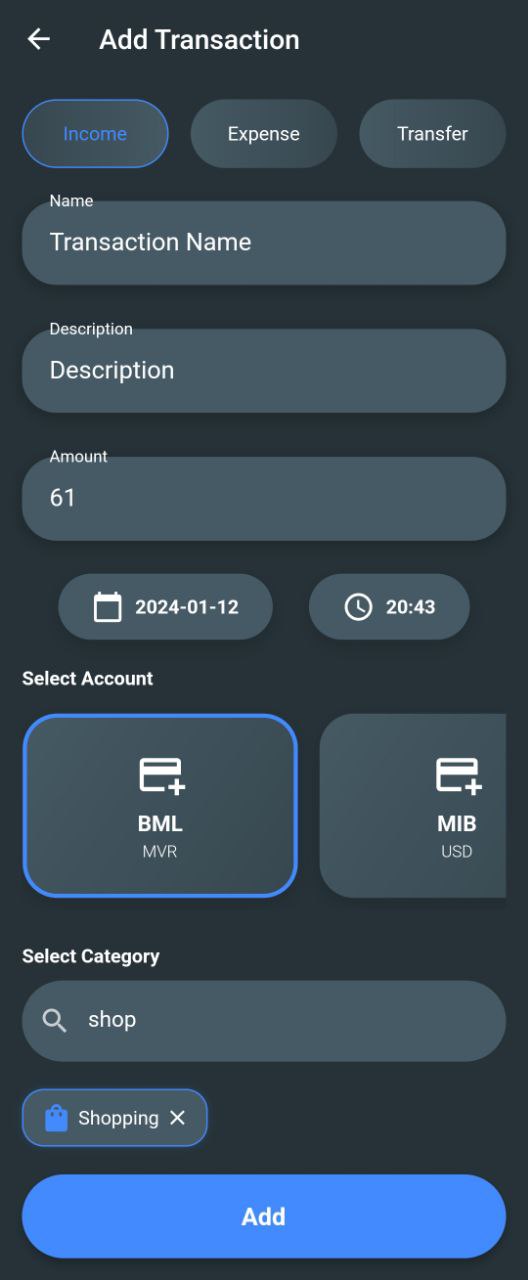 Add Transaction
Income Expense Transfer
Name
Transaction Name
Description
Description
Amount
61
2024-01-12 20:43
Select Account
BML MIB
MVR USD
Select Category
shop
Shopping
Add